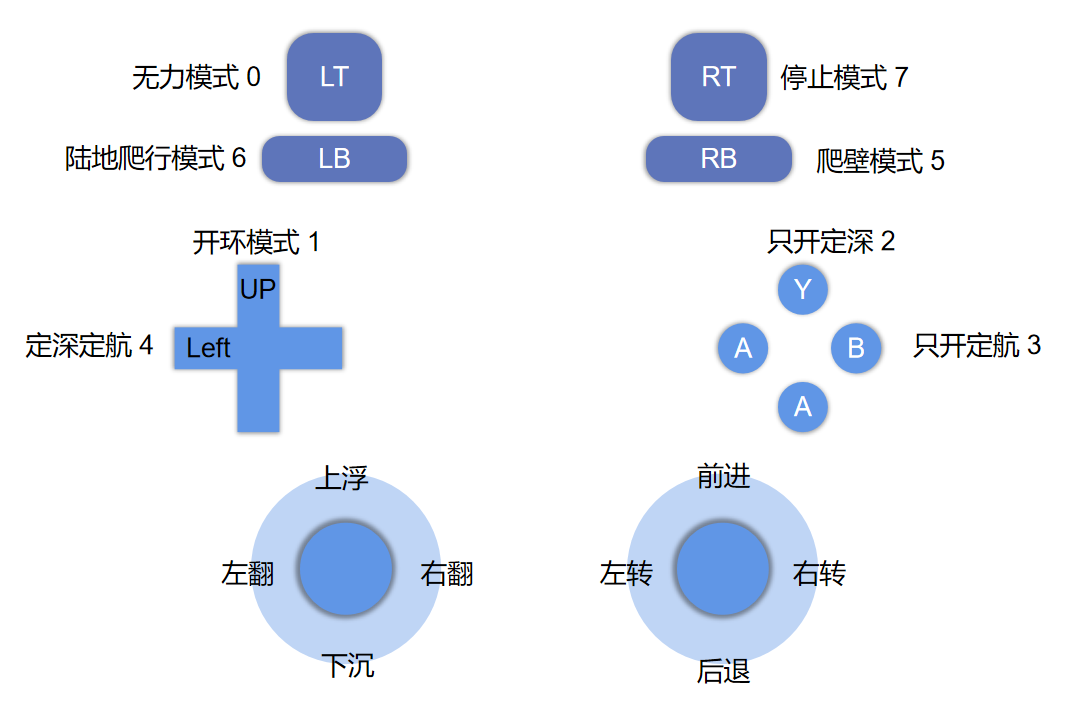 无力模式 0
LT
RT
停止模式 7
陆地爬行模式 6
LB
RB
爬壁模式 5
开环模式 1
只开定深 2
UP
Y
定深定航 4
Left
A
B
只开定航 3
A
上浮
前进
左翻
右翻
左转
右转
下沉
后退